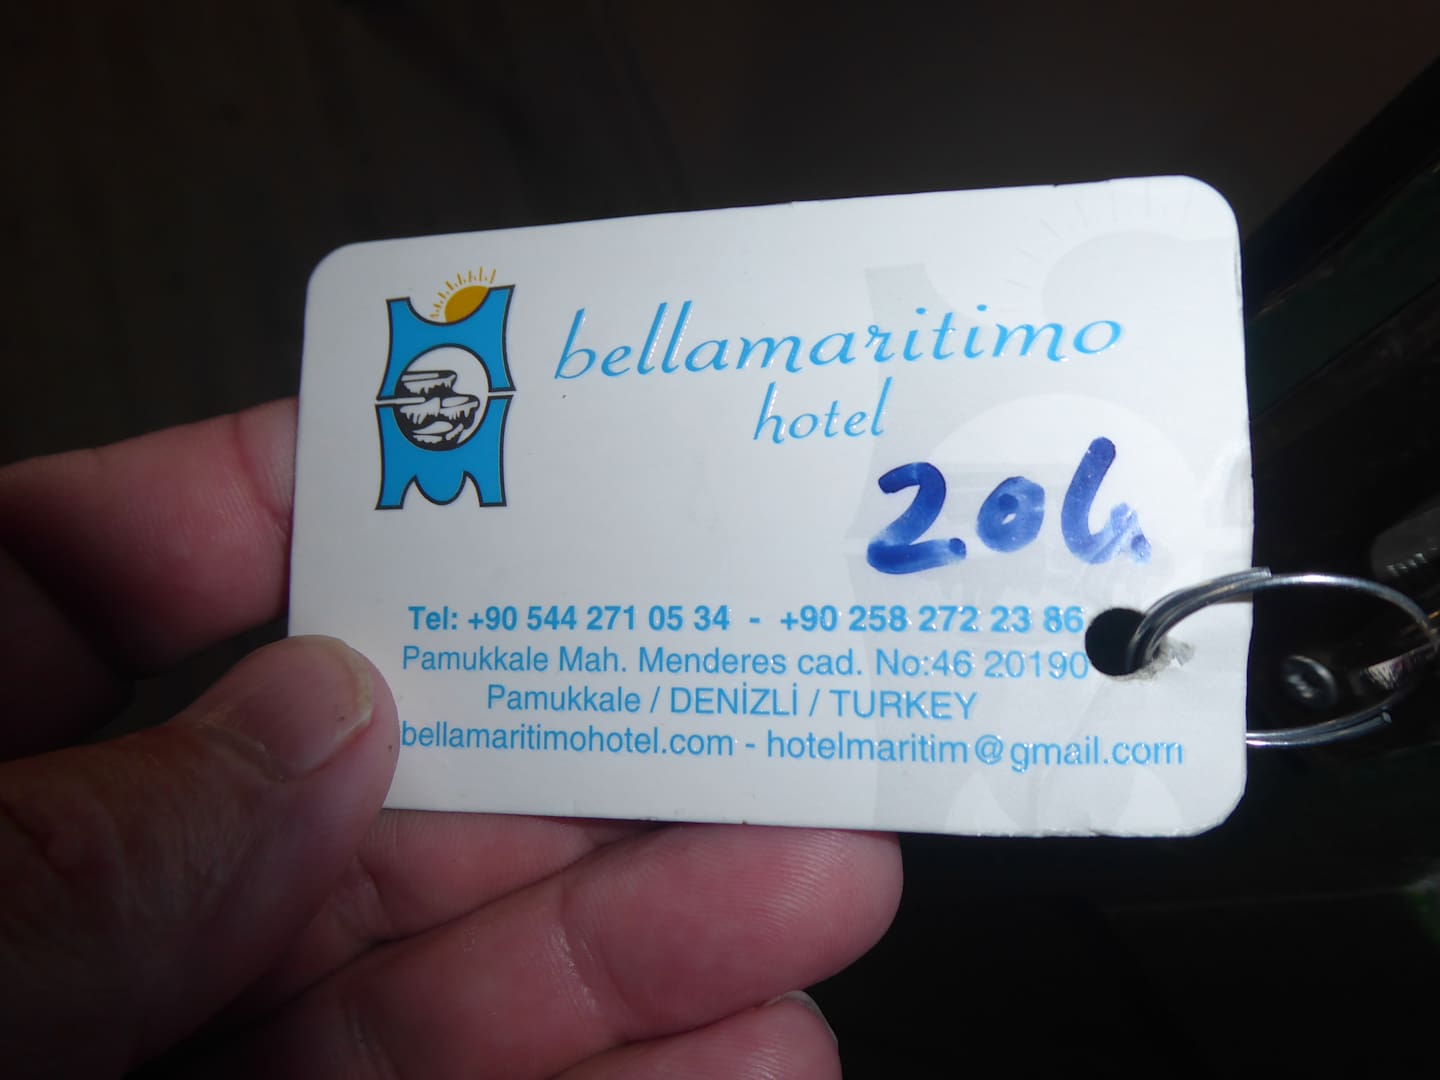 bellamaritimo
hotel
204
Tel: +90 544 271 05 34 - +90 258 272 23 86
Pamukkale Mah. Menderes cad. No:46 20190
Pamukkale / DENİZLİ / TURKEY
bellamaritimohotel.com - hotelmaritim@gmail.com